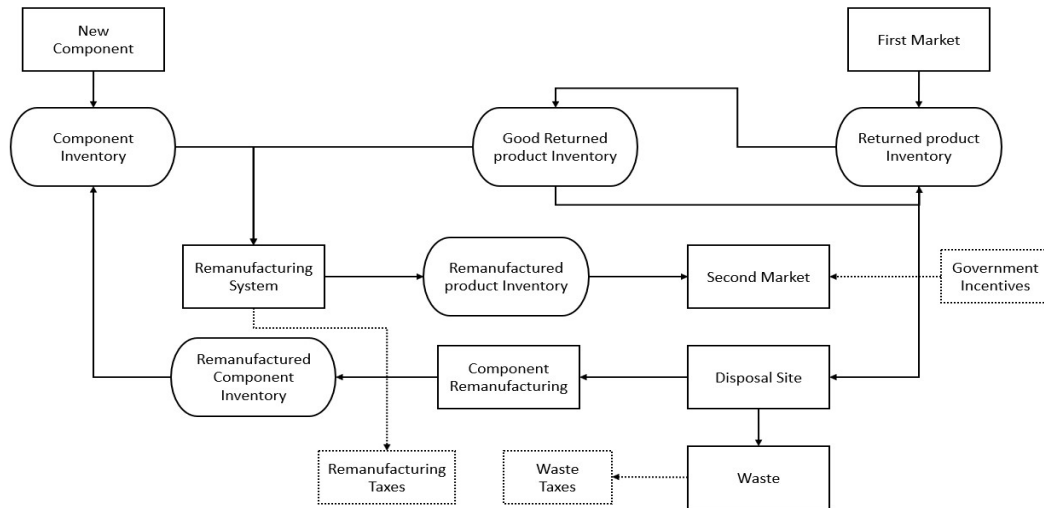 New
Component
First Market
Component
Inventory
Good Returned
product Inventory
Returned product
Inventory
Remanufacturing
System
Remanufactured
product Inventory
Second Market
Government
Incentives
Remanufactured
Component
Inventory
Component
Remanufacturing
Disposal Site
Remanufacturing
Taxes
Waste
Taxes
Waste